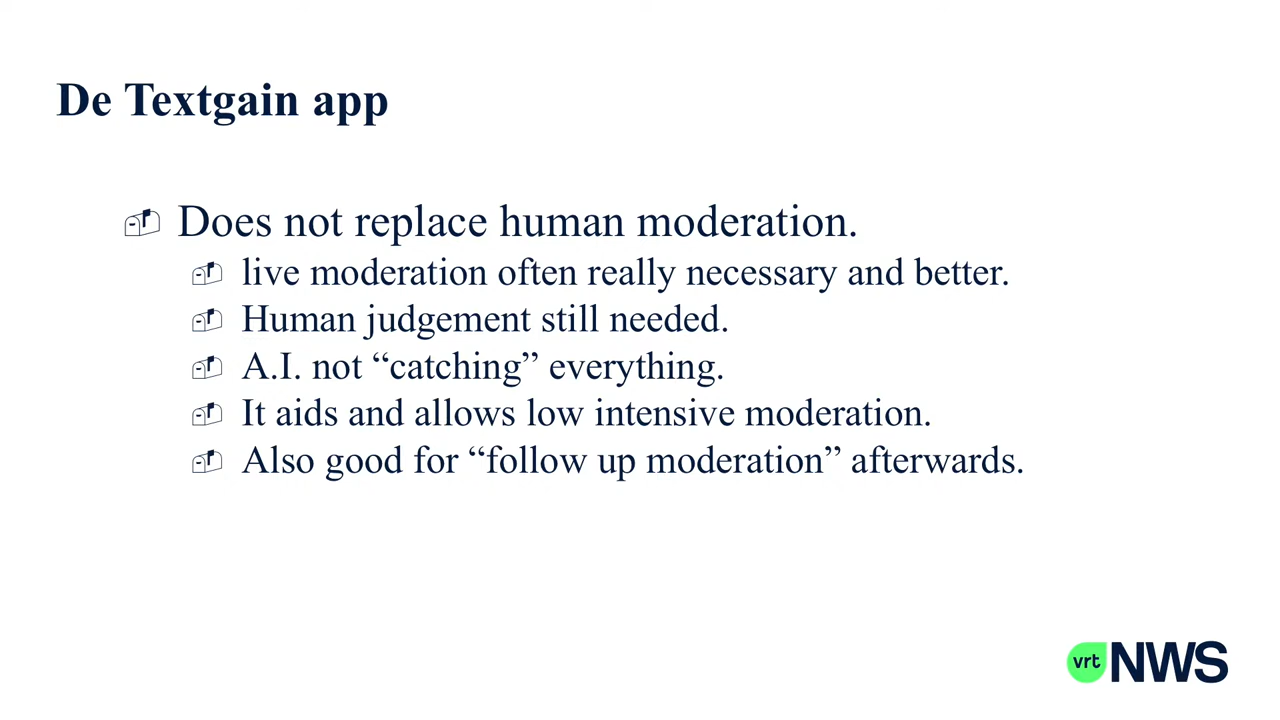 De Textgain app
Does not replace human moderation.
live moderation often really necessary and better.
Human judgement still needed.
A.I. not “catching” everything.
It aids and allows low intensive moderation.
Also good for “follow up moderation” afterwards.
vrt NWS